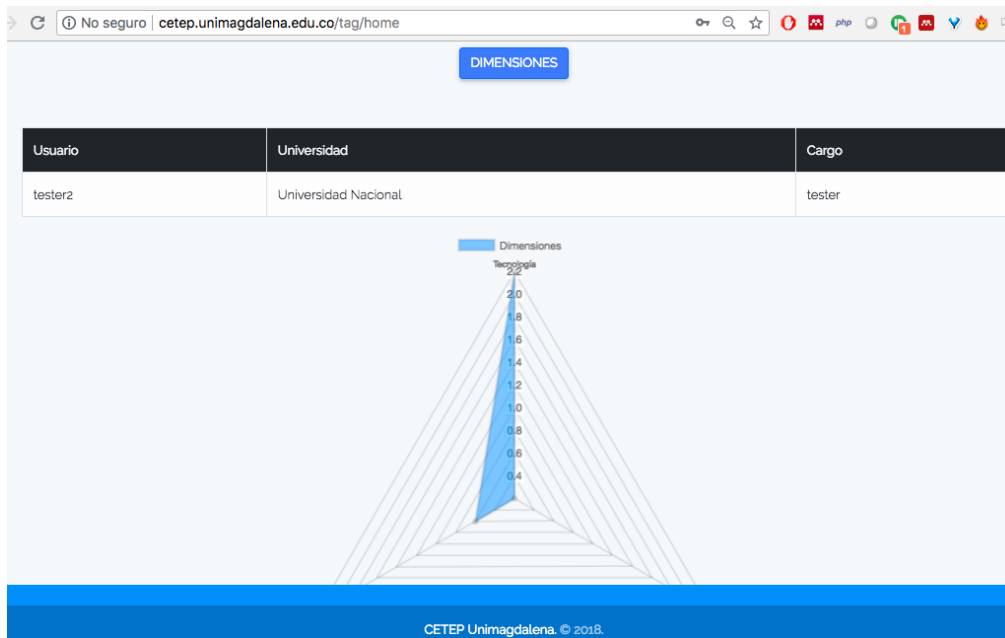 No seguro | cetep.unimagdalena.edu.co/tag/home
php
1
DIMENSIONES
Usuario Universidad Cargo
tester2 Universidad Nacional tester
Dimensiones
Tecnología
2.2
2.0
1.8
1.6
1.4
1.2
1.0
0.8
0.6
0.4
CETEP Unimagdalena. © 2018.